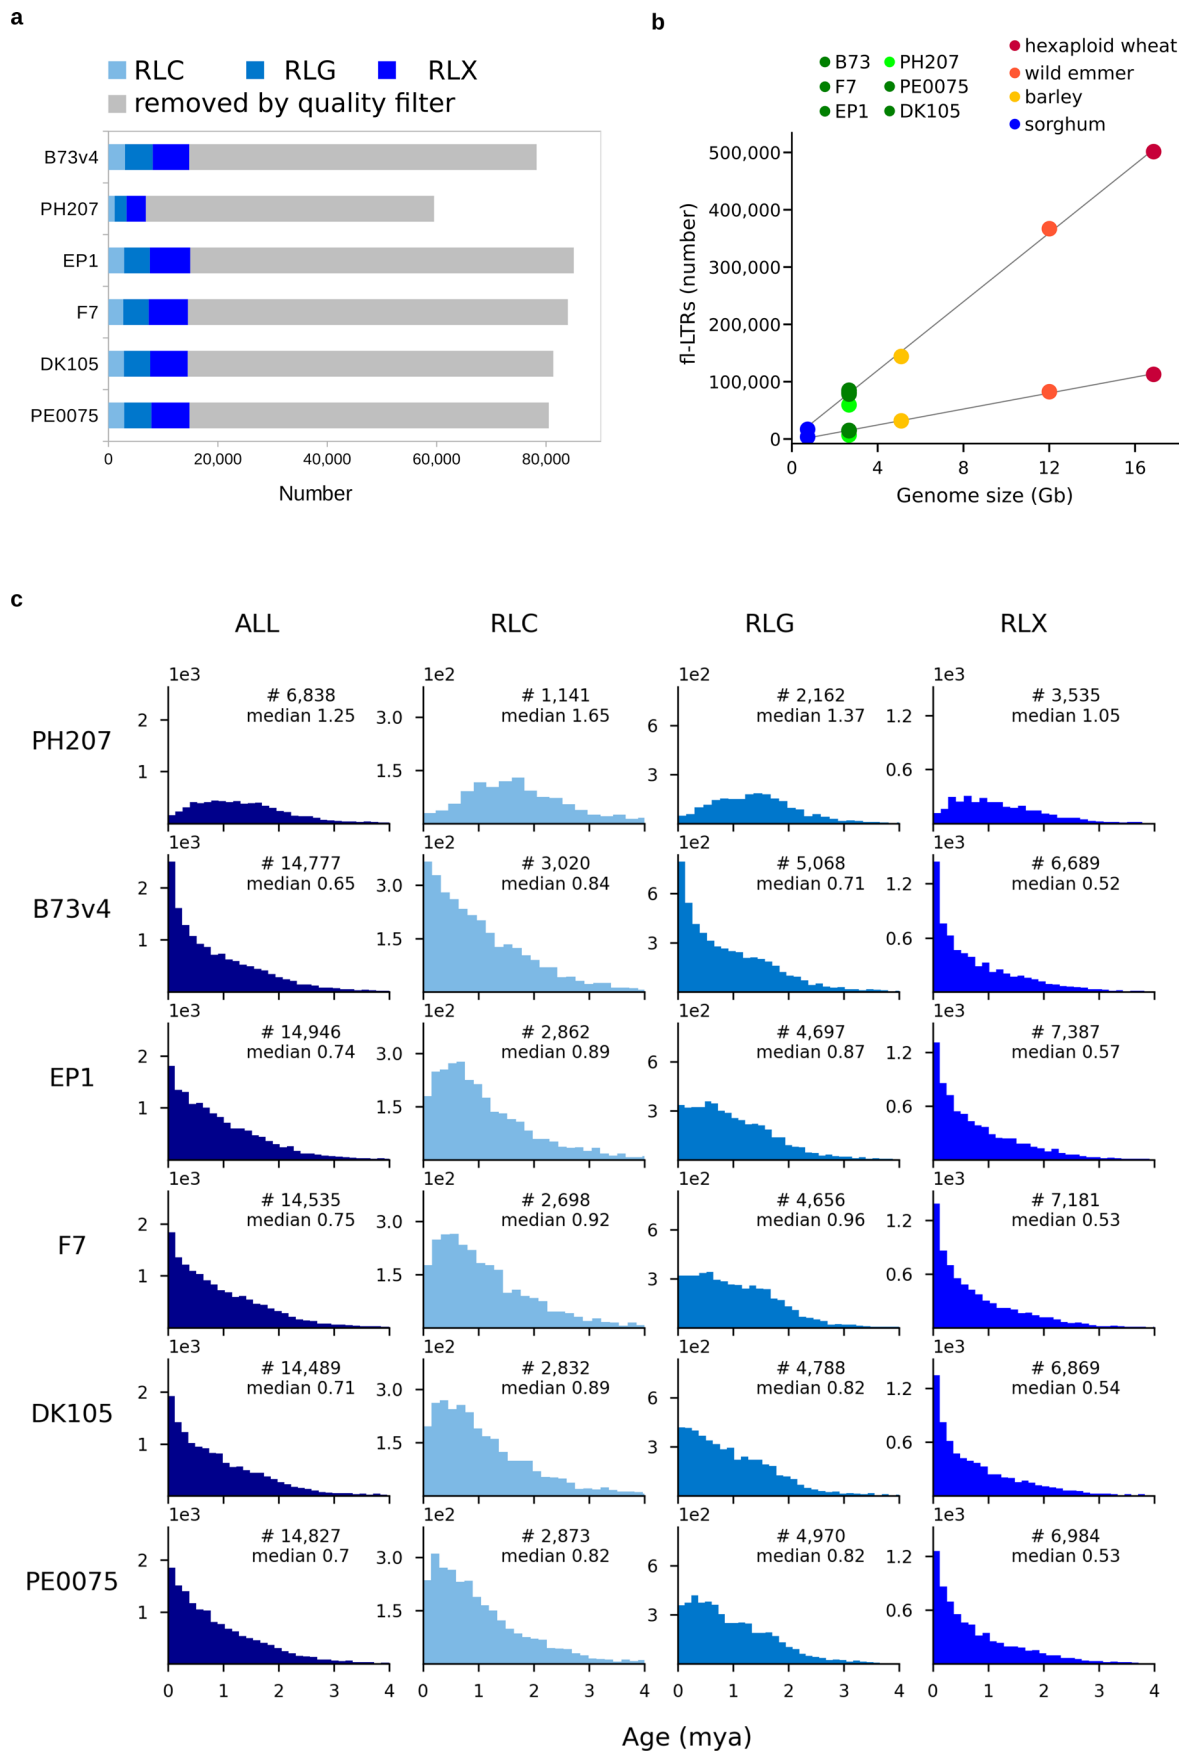 a
RLC RLG RLX
removed by quality filter
B73v4
PH207
EP1
F7
DK105
PE0075
0 20,000 40,000 60,000 80,000
Number
b
B73 PH207
F7 PE0075
EP1 DK105
hexaploid wheat
wild emmer
barley
sorghum
500,000
400,000
300,000
200,000
100,000
0
fl-LTRs (number)
0 4 8 12 16
Genome size (Gb)
c
ALL RLC RLG RLX
PH207
1e3 1e2 1e2 1e3
# 6,838 # 1,141 # 2,162 # 3,535
median 1.25 median 1.65 median 1.37 median 1.05
2 3.0 6 1.2
1 1.5 3 0.6
B73v4
1e3 1e2 1e2 1e3
# 14,777 # 3,020 # 5,068 # 6,689
median 0.65 median 0.84 median 0.71 median 0.52
2 3.0 6 1.2
1 1.5 3 0.6
EP1
1e3 1e2 1e2 1e3
# 14,946 # 2,862 # 4,697 # 7,387
median 0.74 median 0.89 median 0.87 median 0.57
2 3.0 6 1.2
1 1.5 3 0.6
F7
1e3 1e2 1e2 1e3
# 14,535 # 2,698 # 4,656 # 7,181
median 0.75 median 0.92 median 0.96 median 0.53
2 3.0 6 1.2
1 1.5 3 0.6
DK105
1e3 1e2 1e2 1e3
# 14,489 # 2,832 # 4,788 # 6,869
median 0.71 median 0.89 median 0.82 median 0.54
2 3.0 6 1.2
1 1.5 3 0.6
PE0075
1e3 1e2 1e2 1e3
# 14,827 # 2,873 # 4,970 # 6,984
median 0.7 median 0.82 median 0.82 median 0.53
2 3.0 6 1.2
1 1.5 3 0.6
0 1 2 3 4 0 1 2 3 4 0 1 2 3 4 0 1 2 3 4
Age (mya)